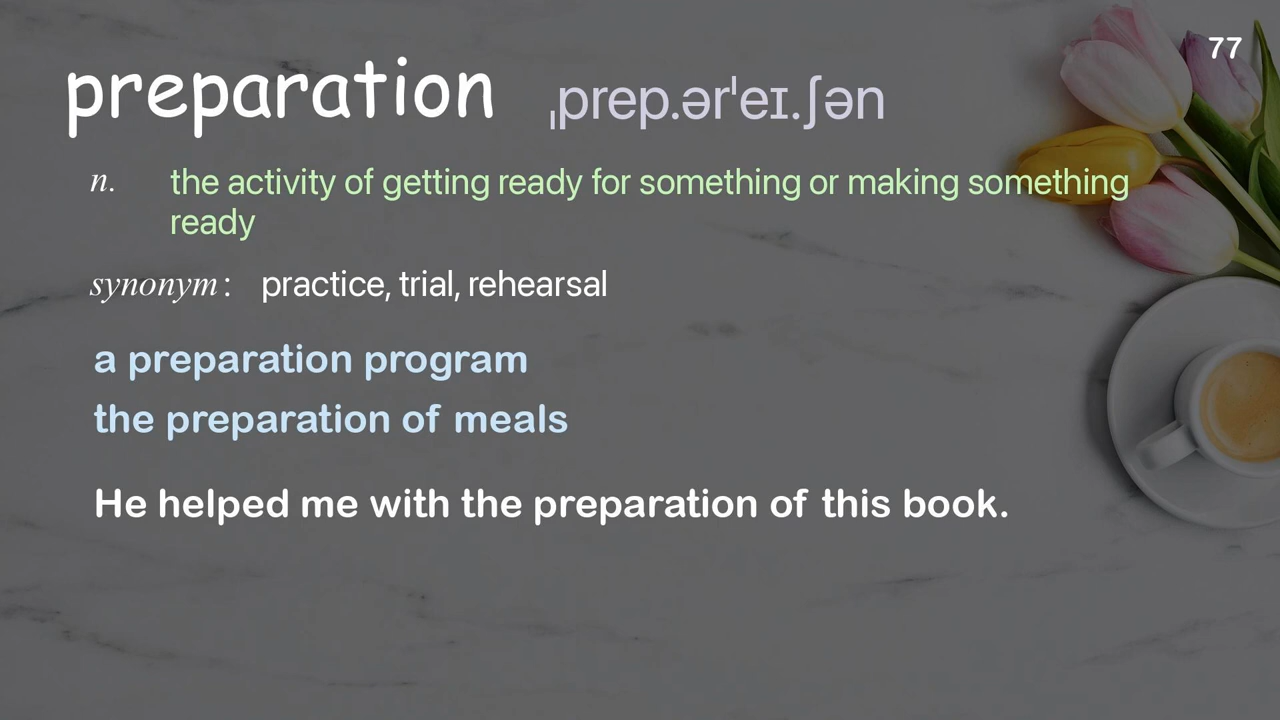 77
preparation ˌprep.ərˈeɪ.ʃən
n. the activity of getting ready for something or making something
ready
synonym: practice, trial, rehearsal
a preparation program
the preparation of meals
He helped me with the preparation of this book.